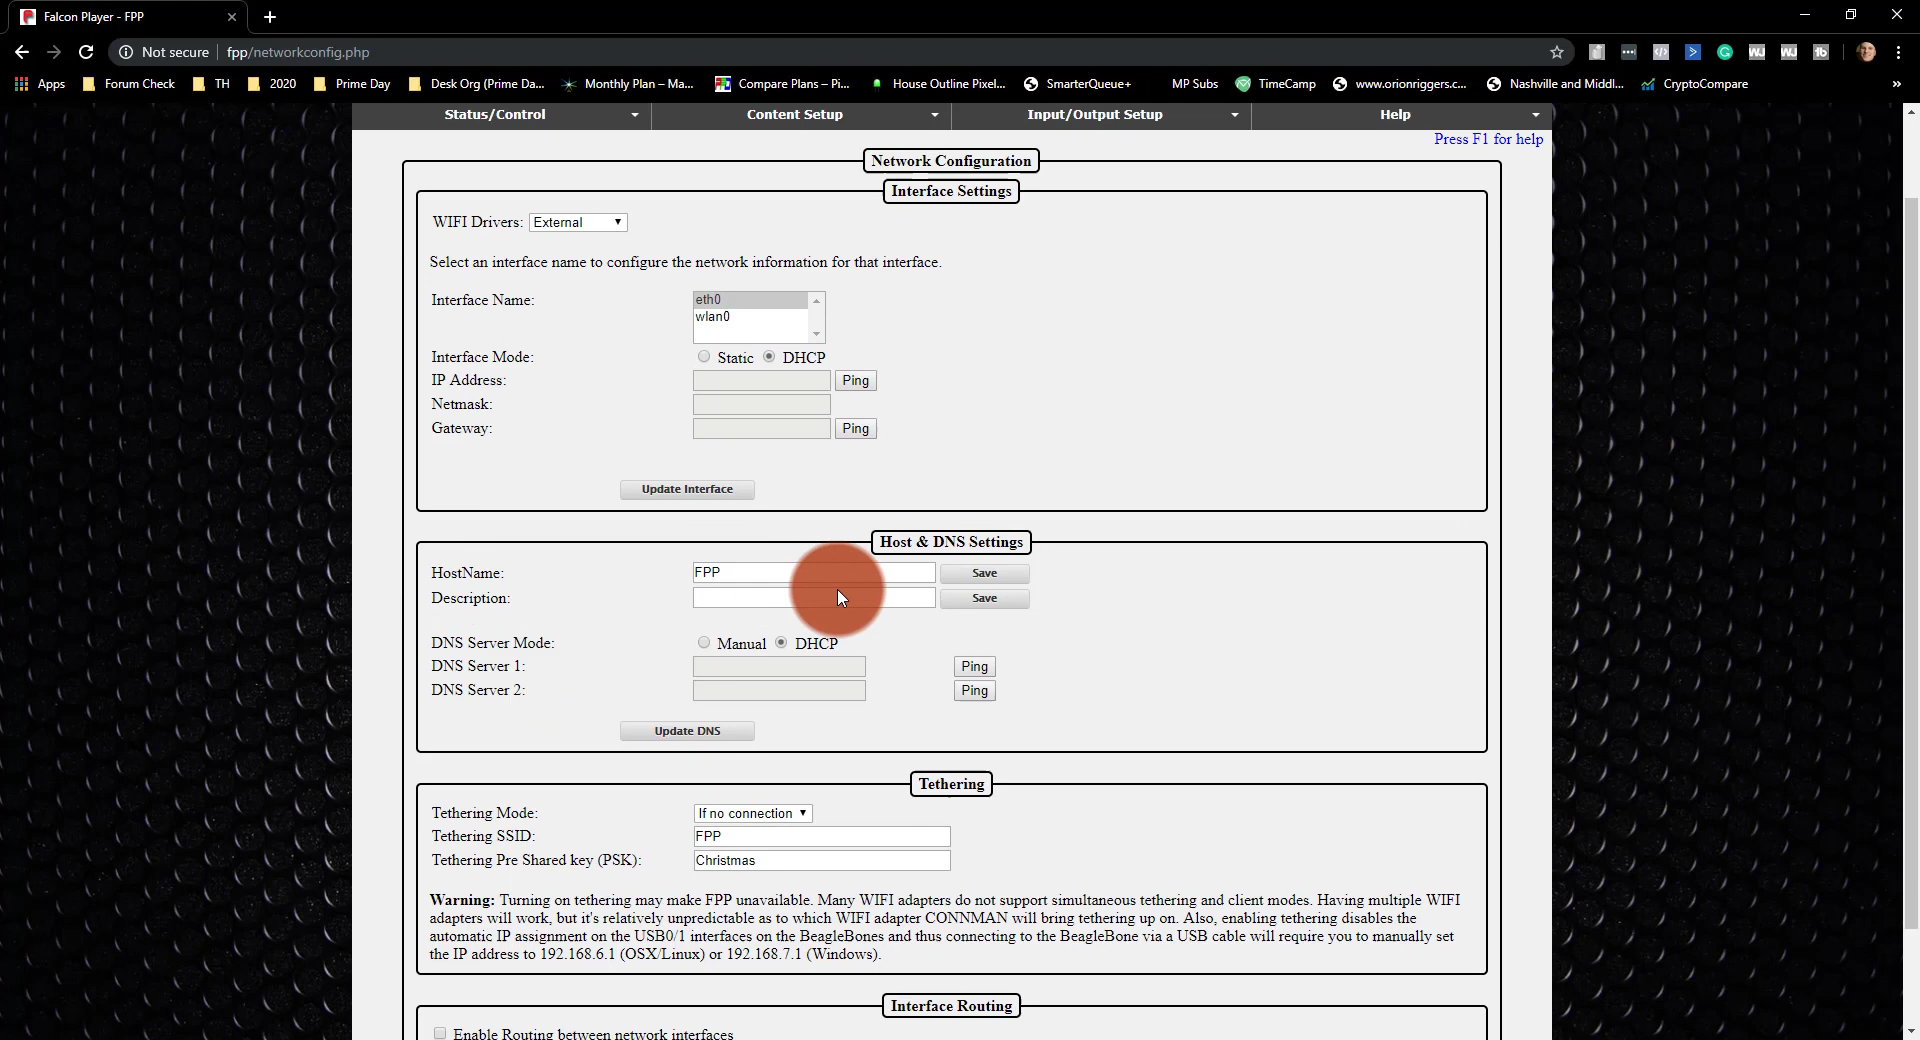 Falcon Player - FPP
Not secure | fpp/networkconfig.php
Apps Forum Check TH 2020 Prime Day Desk Org (Prime Da... Monthly Plan – Ma... Compare Plans – Pi... House Outline Pixel... SmarterQueue+ MP Subs TimeCamp www.orionriggers.c... Nashville and Middl... CryptoCompare »
Status/Control Content Setup Input/Output Setup Help
Press F1 for help
Network Configuration
Interface Settings
WIFI Drivers: External
Select an interface name to configure the network information for that interface.
Interface Name: eth0
wlan0
Interface Mode: Static DHCP
IP Address: Ping
Netmask:
Gateway: Ping
Update Interface
Host & DNS Settings
HostName: FPP Save
Description: Save
DNS Server Mode: Manual DHCP
DNS Server 1: Ping
DNS Server 2: Ping
Update DNS
Tethering
Tethering Mode: If no connection
Tethering SSID: FPP
Tethering Pre Shared key (PSK): Christmas
Warning: Turning on tethering may make FPP unavailable. Many WIFI adapters do not support simultaneous tethering and client modes. Having multiple WIFI
adapters will work, but it's relatively unpredictable as to which WIFI adapter CONNMAN will bring tethering up on. Also, enabling tethering disables the
automatic IP assignment on the USB0/1 interfaces on the BeagleBones and thus connecting to the BeagleBone via a USB cable will require you to manually set
the IP address to 192.168.6.1 (OSX/Linux) or 192.168.7.1 (Windows).
Interface Routing
Enable Routing between network interfaces